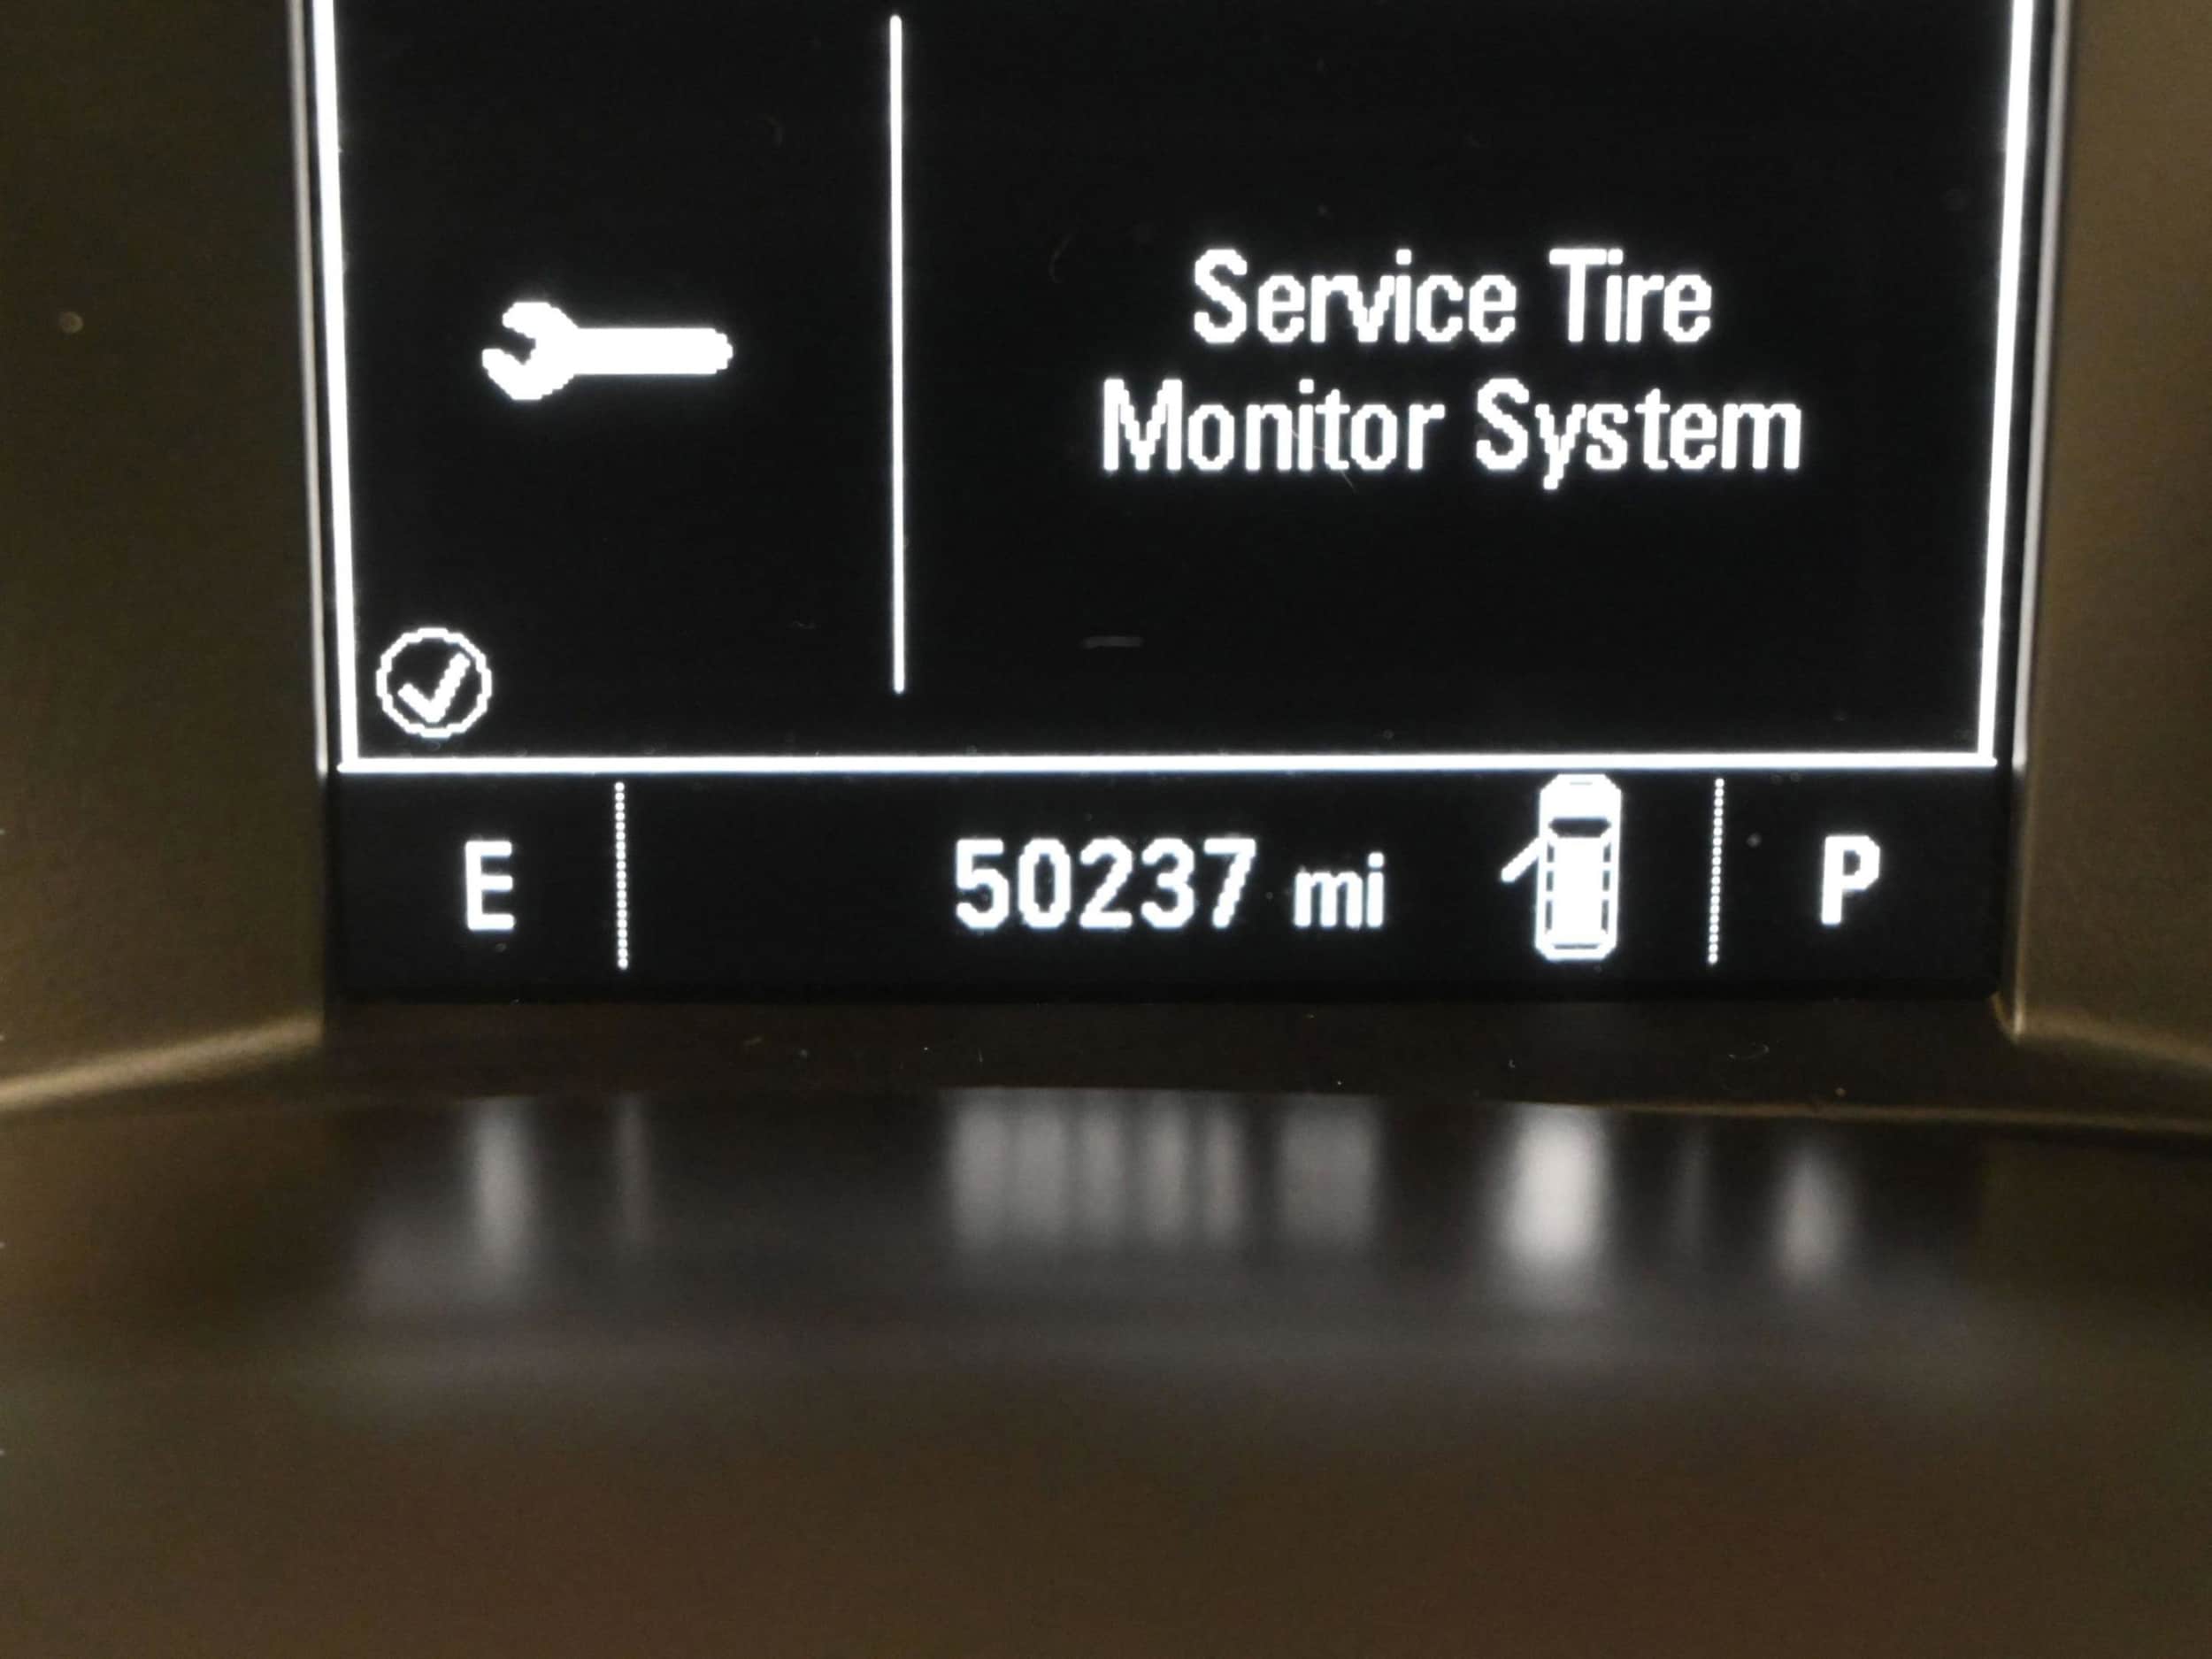 Service Tire
Monitor System
E 50237 mi P